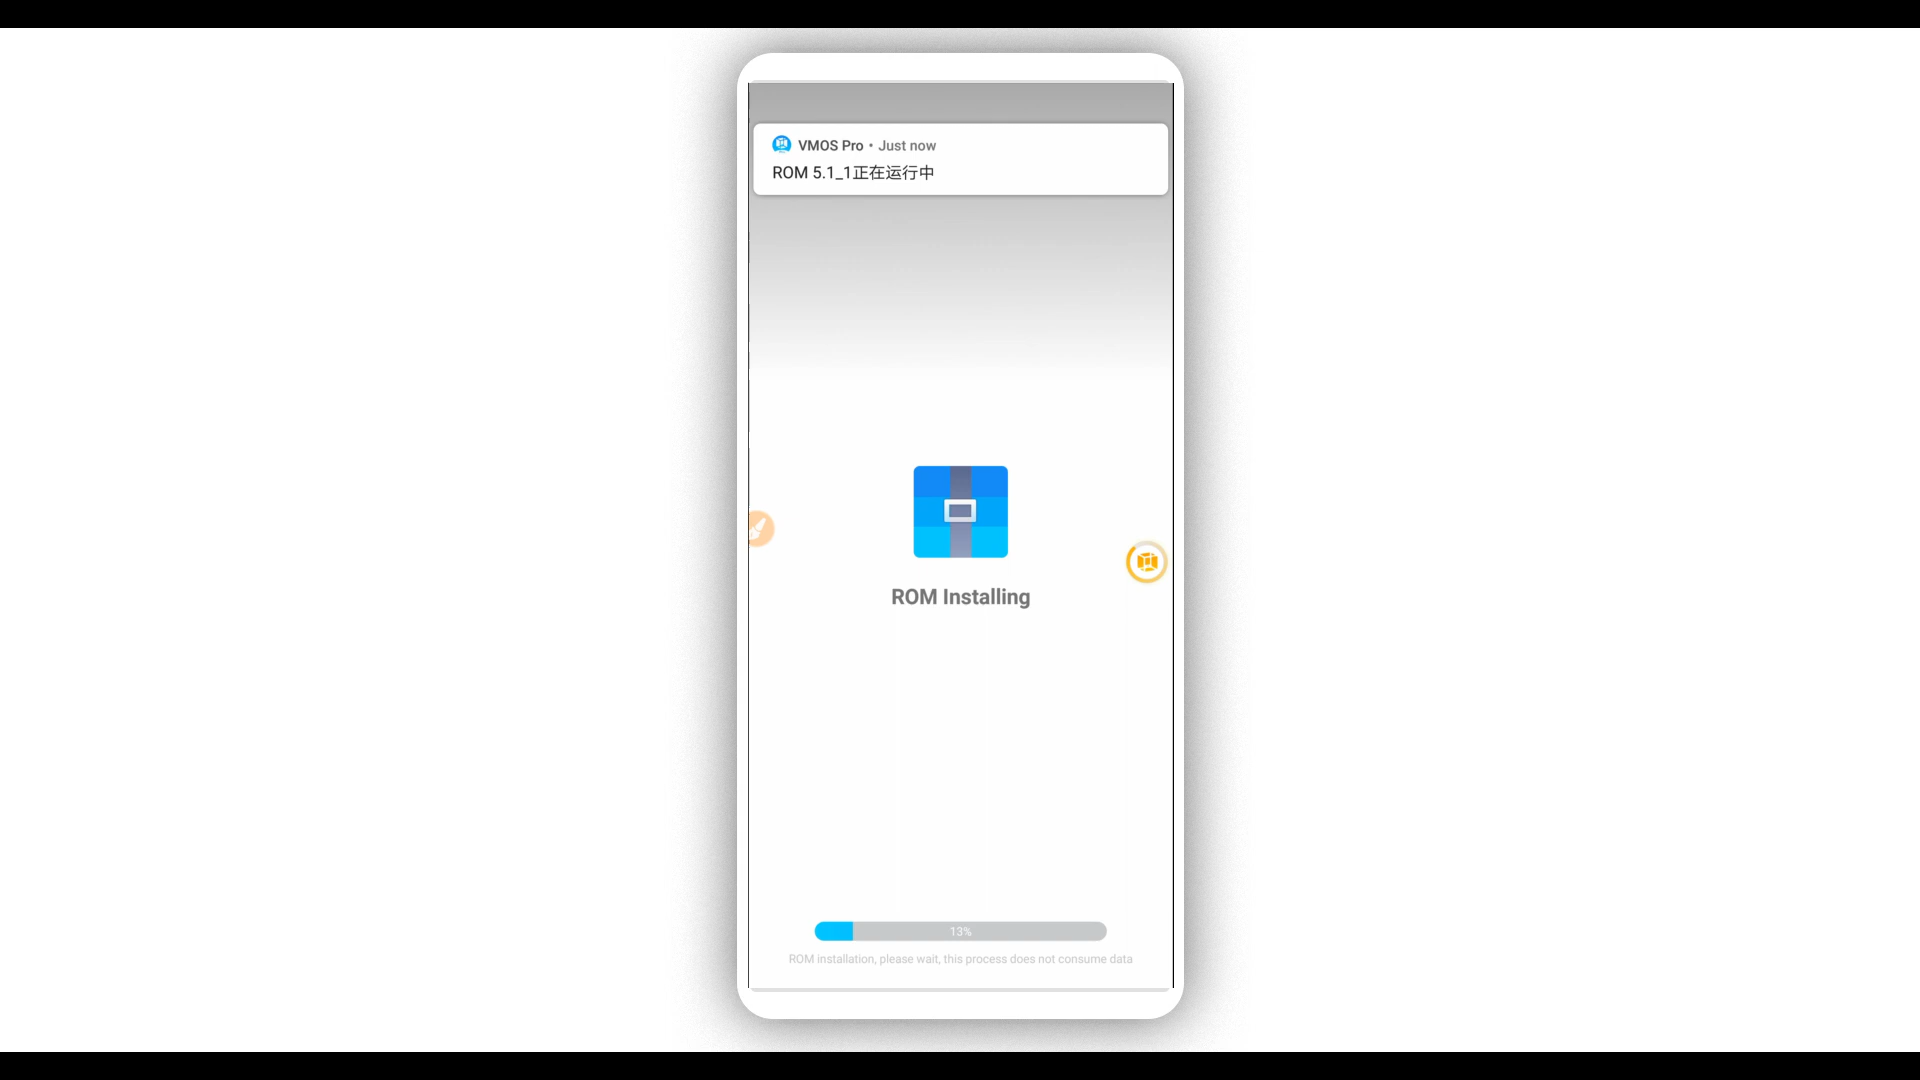 VMOS Pro • Just now
ROM 5.1_1正在运行中
ROM Installing
13%
ROM installation, please wait, this process does not consume data